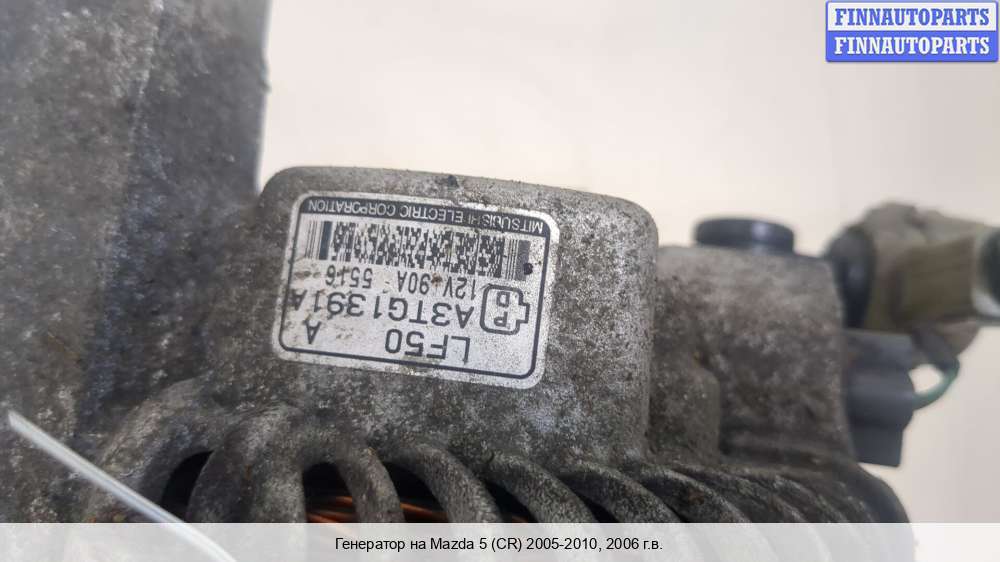 FINNAUTOPARTS
FINNAUTOPARTS
LF50 A
A3TG1391A
P D
12V 90A 5516
MITSUBISHI ELECTRIC CORPORATION
Генератор на Mazda 5 (CR) 2005-2010, 2006 г.в.